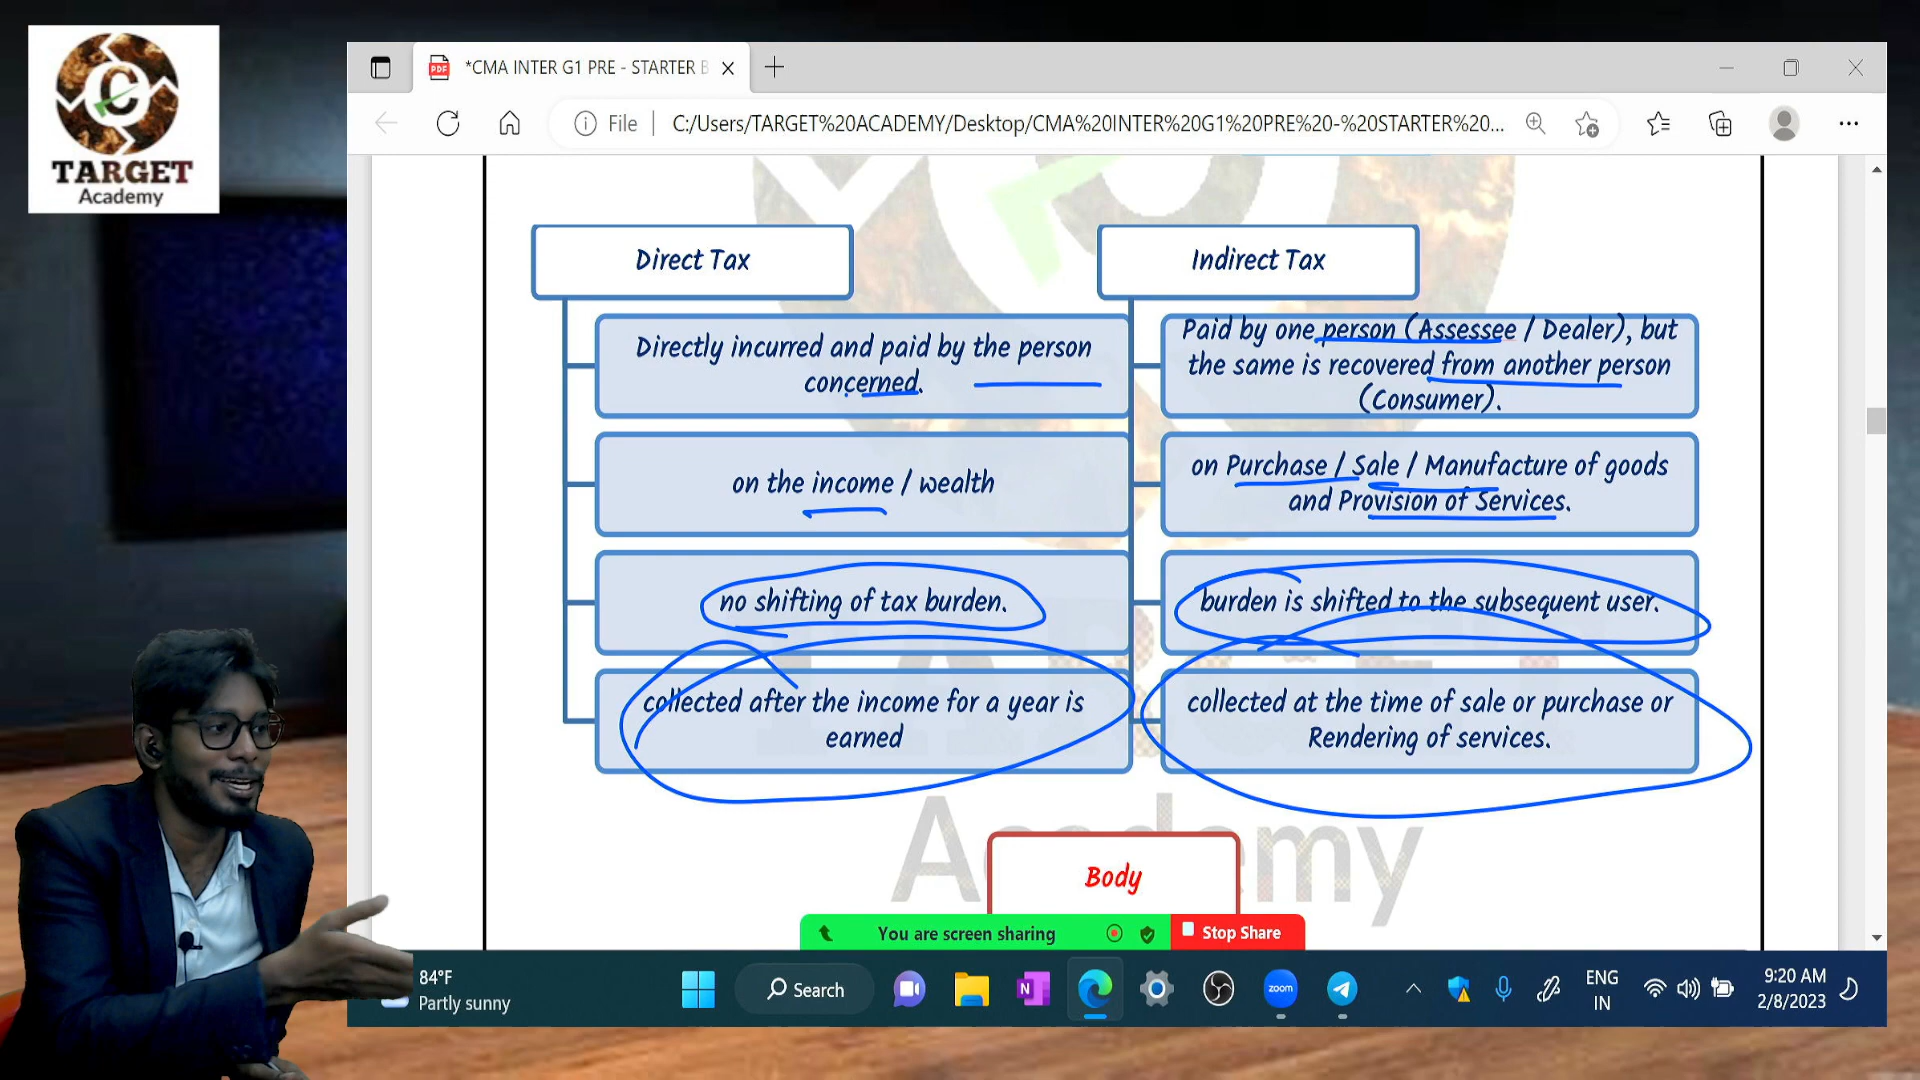 TARGET
Academy
*CMA INTER G1 PRE - STARTER B
File
C:/Users/TARGET%20ACADEMY/Desktop/CMA%20INTER%20G1%20PRE%20-%20STARTER%20...
Direct Tax
Directly incurred and paid by the person
concerned.
on the income / wealth
no shifting of tax burden.
collected after the income for a year is
earned
Indirect Tax
Paid by one person (Assessee / Dealer), but
the same is recovered from another person
(Consumer).
on Purchase / Sale / Manufacture of goods
and Provision of Services.
burden is shifted to the subsequent user.
collected at the time of sale or purchase or
Rendering of services.
Academy
Body
You are screen sharing
Stop Share
84°F
Partly sunny
Search
N
zoom
ENG
IN
9:20 AM
2/8/2023